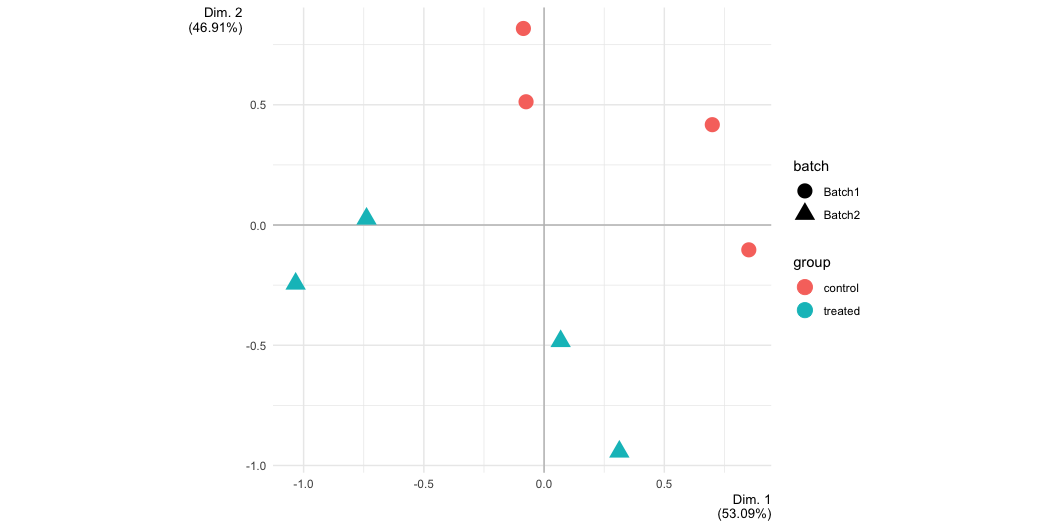 Dim. 2
(46.91%)
0.5
0.0
-0.5
-1.0
-1.0
-0.5
0.0
0.5
Dim. 1
(53.09%)
batch
Batch1
Batch2
group
control
treated